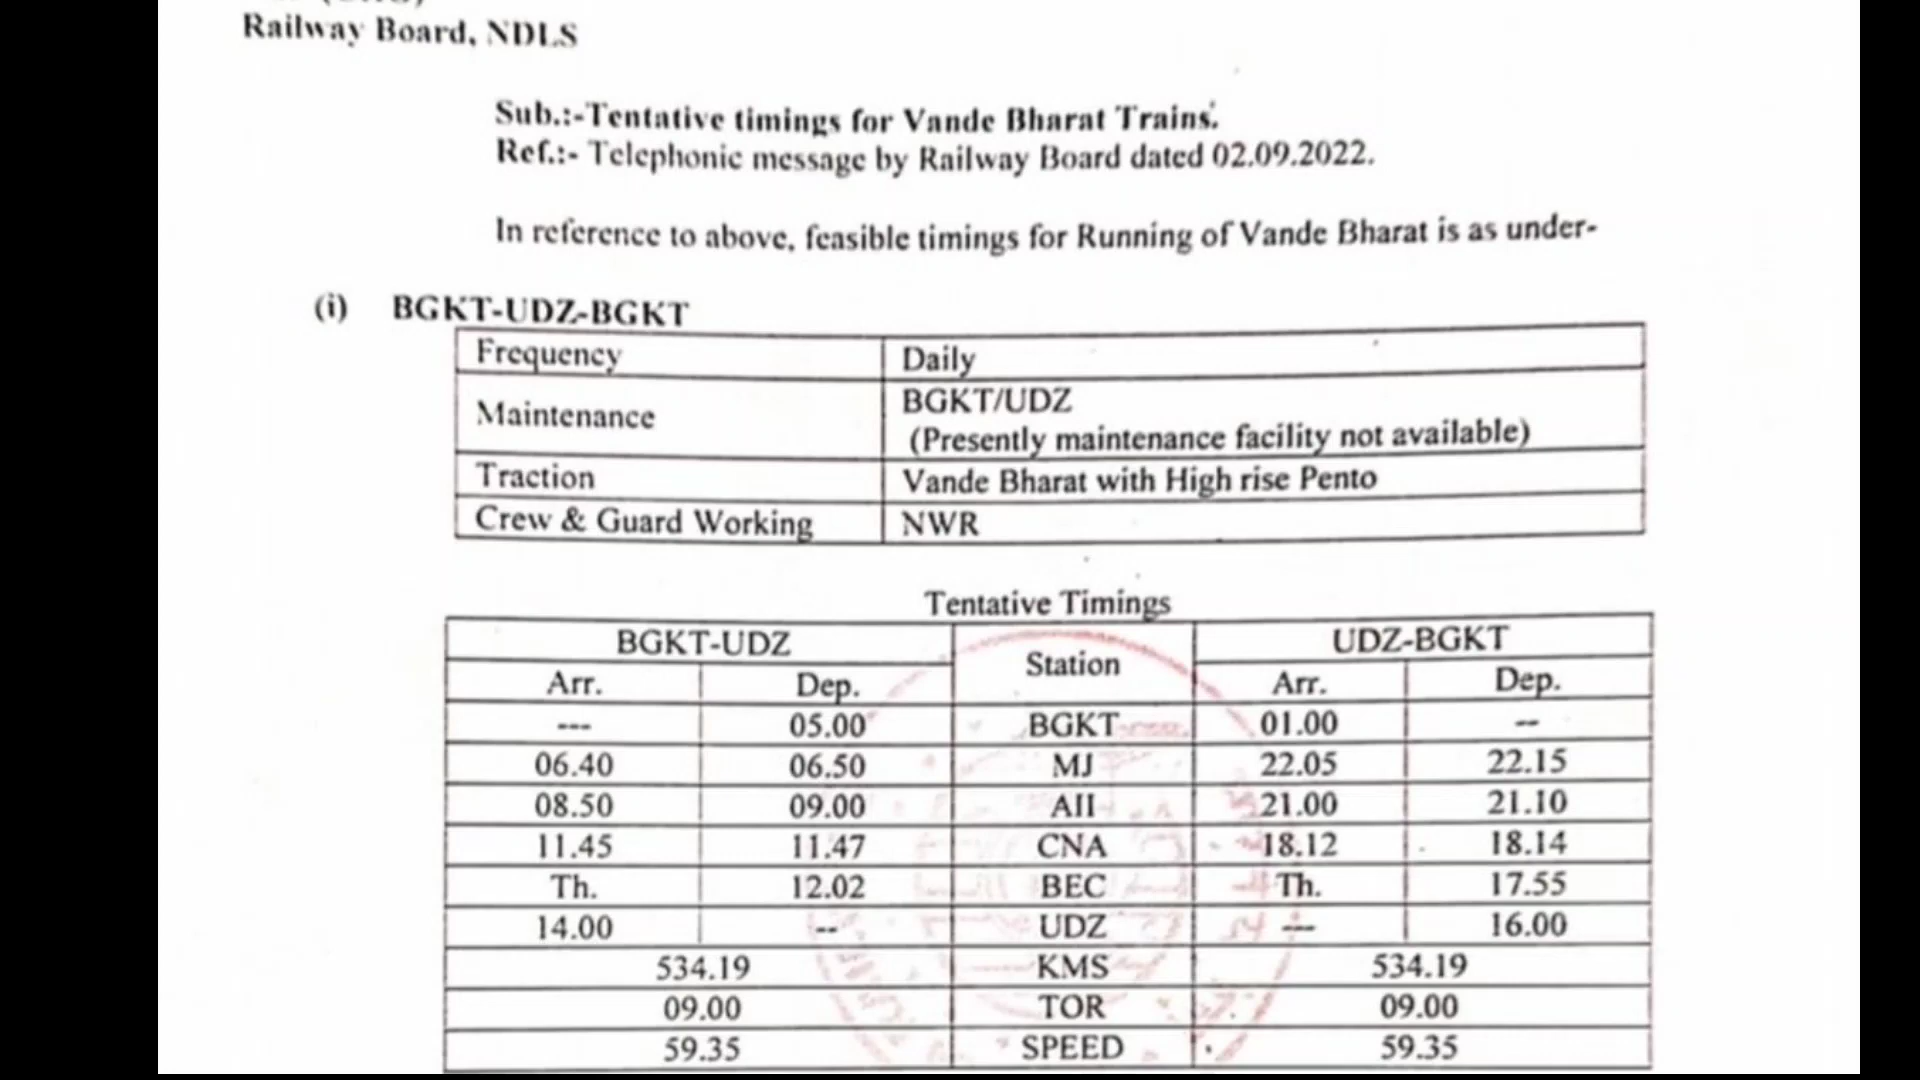 Railway Board, NDLS
Sub.:-Tentative timings for Vande Bharat Trains.
Ref.:- Telephonic message by Railway Board dated 02.09.2022.
In reference to above, feasible timings for Running of Vande Bharat is as under-
(i) BGKT-UDZ-BGKT
Frequency Daily
Maintenance BGKT/UDZ
(Presently maintenance facility not available)
Traction Vande Bharat with High rise Pento
Crew & Guard Working NWR
Tentative Timings
BGKT-UDZ Station UDZ-BGKT
Arr. Dep. Arr. Dep.
--- 05.00 BGKT 01.00 --
06.40 06.50 MJ 22.05 22.15
08.50 09.00 AII 21.00 21.10
11.45 11.47 CNA 18.12 18.14
Th. 12.02 BEC Th. 17.55
14.00 -- UDZ --- 16.00
534.19 KMS 534.19
09.00 TOR 09.00
59.35 SPEED 59.35